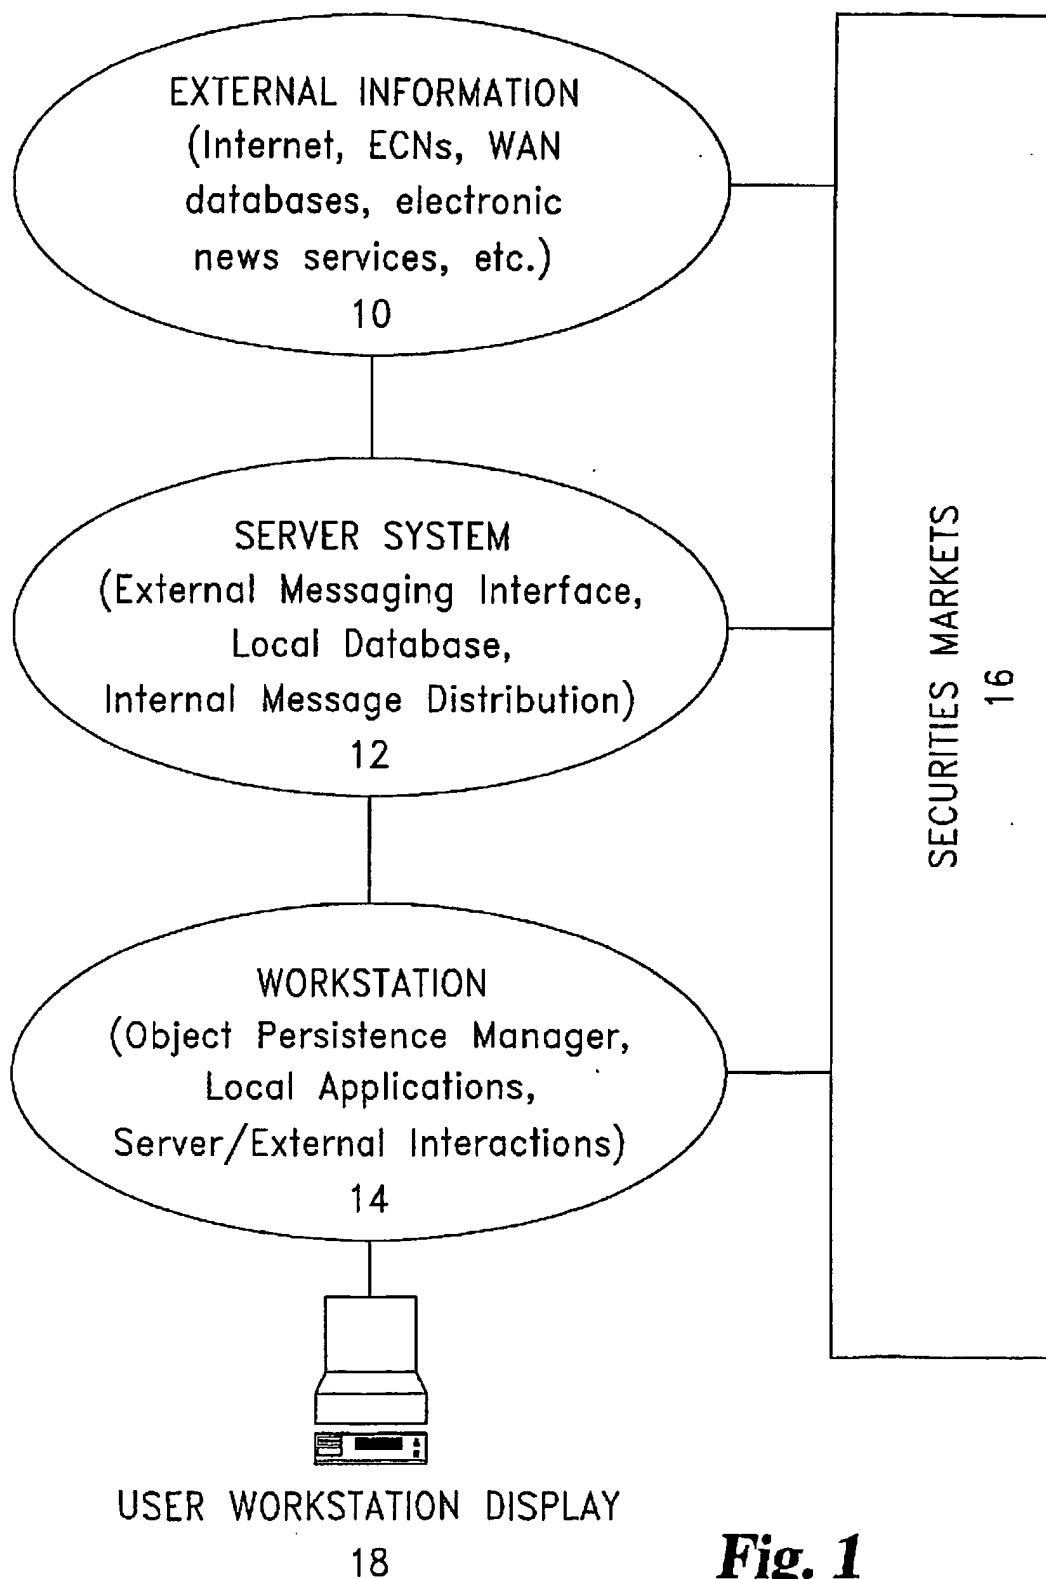 EXTERNAL INFORMATION
(Internet, ECNs, WAN
databases, electronic
news services, etc.)
10
SERVER SYSTEM
(External Messaging Interface,
Local Database,
Internal Message Distribution)
12
WORKSTATION
(Object Persistence Manager,
Local Applications,
Server/External Interactions)
14
SECURITIES MARKETS
16
USER WORKSTATION DISPLAY
18
Fig. 1